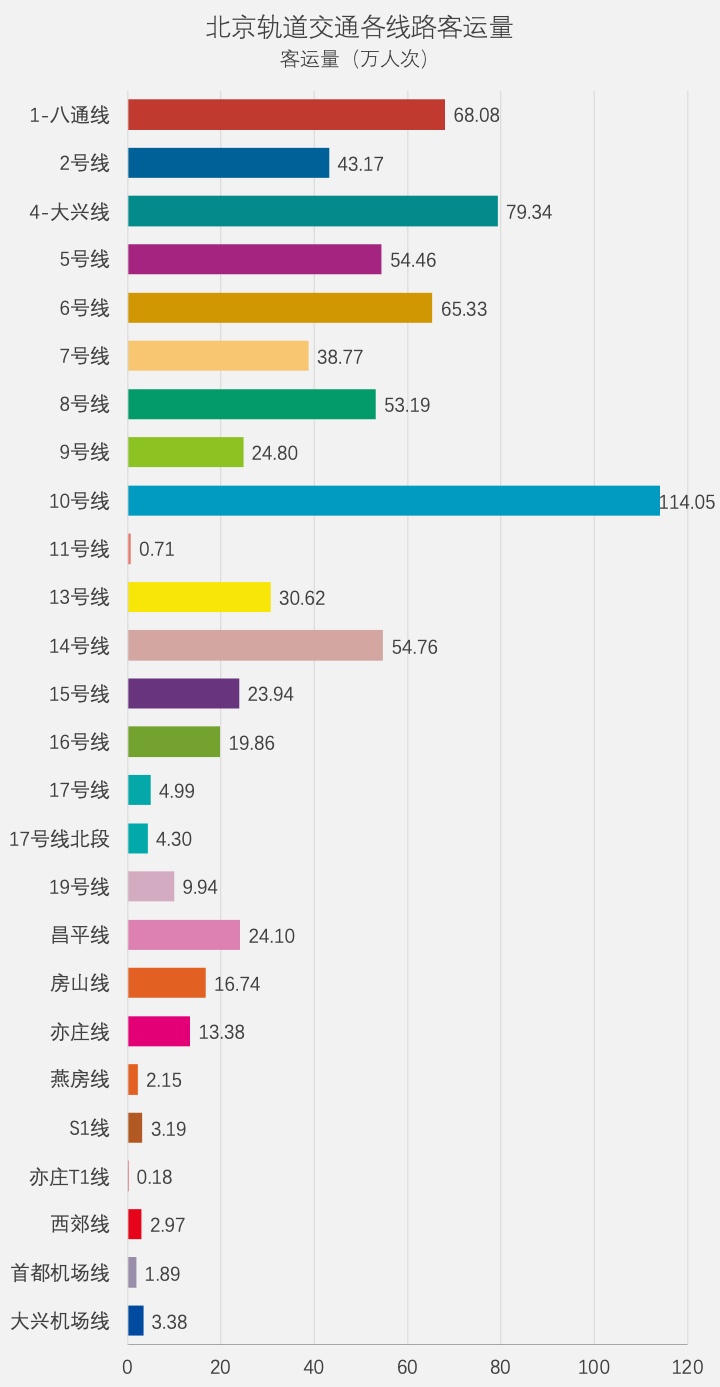 北京轨道交通各线路客运量
客运量（万人次）
1-八通线 68.08
2号线 43.17
4-大兴线 79.34
5号线 54.46
6号线 65.33
7号线 38.77
8号线 53.19
9号线 24.80
10号线 114.05
11号线 0.71
13号线 30.62
14号线 54.76
15号线 23.94
16号线 19.86
17号线 4.99
17号线北段 4.30
19号线 9.94
昌平线 24.10
房山线 16.74
亦庄线 13.38
燕房线 2.15
S1线 3.19
亦庄T1线 0.18
西郊线 2.97
首都机场线 1.89
大兴机场线 3.38
0 20 40 60 80 100 120